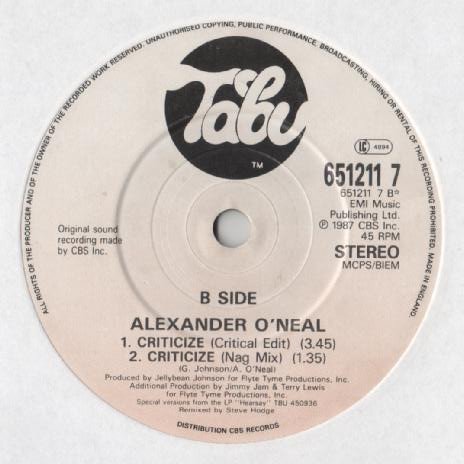 ALL RIGHTS OF THE PRODUCER AND OF THE OWNER OF THE RECORDED WORK RESERVED. UNAUTHORISED COPYING, PUBLIC PERFORMANCE, BROADCASTING, HIRING OR RENTAL OF THIS RECORDING PROHIBITED. MADE IN ENGLAND.
Tabu
TM
LC 4894
651211 7
651211 7 B*
EMI Music
Publishing Ltd.
℗ 1987 CBS Inc.
45 RPM
STEREO
MCPS/BIEM
Original sound
recording made
by CBS Inc.
B SIDE
ALEXANDER O'NEAL
1. CRITICIZE (Critical Edit) (3.45)
2. CRITICIZE (Nag Mix) (1.35)
(G. Johnson/A. O'Neal)
Produced by Jellybean Johnson for Flyte Tyme Productions, Inc.
Additional Production by Jimmy Jam & Terry Lewis
for Flyte Tyme Productions, Inc.
Special versions from the LP "Hearsay" TBU 450936
Remixed by Steve Hodge
DISTRIBUTION CBS RECORDS